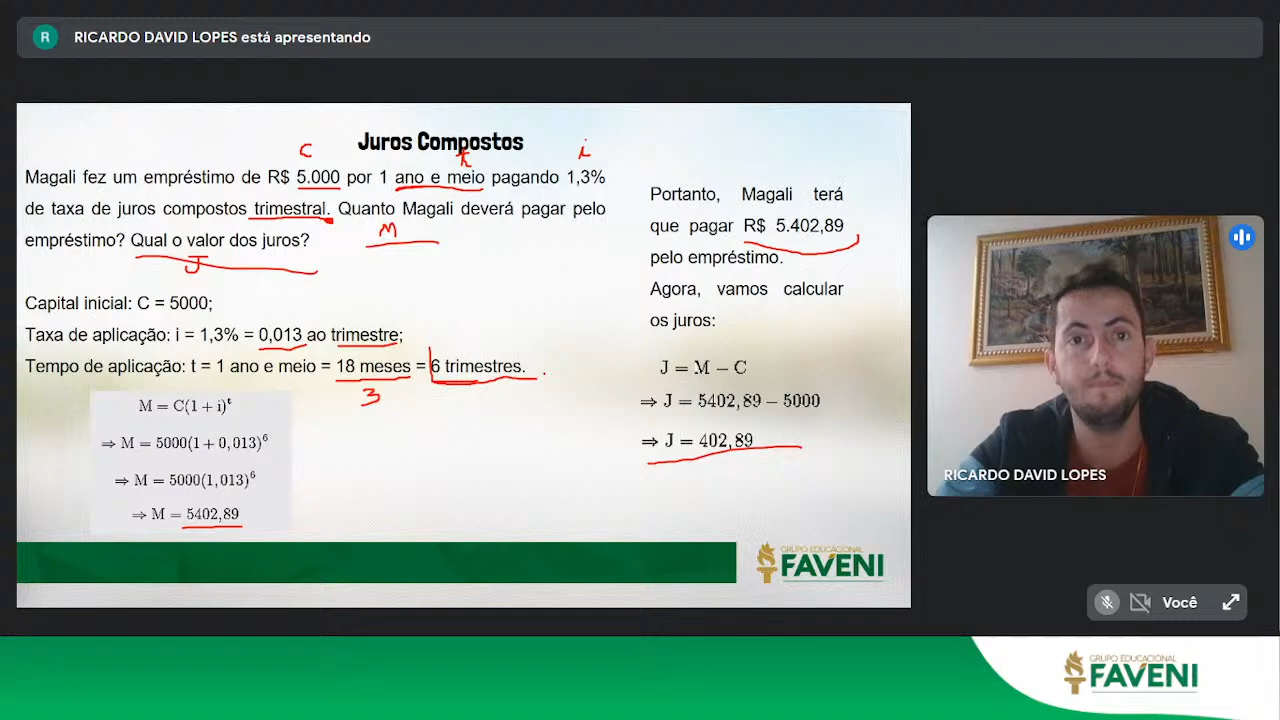 R RICARDO DAVID LOPES está apresentando
Juros Compostos
C t i
Magali fez um empréstimo de R$ 5.000 por 1 ano e meio pagando 1,3%
de taxa de juros compostos trimestral. Quanto Magali deverá pagar pelo
empréstimo? Qual o valor dos juros?
M
J
Capital inicial: C = 5000;
Taxa de aplicação: i = 1,3% = 0,013 ao trimestre;
Tempo de aplicação: t = 1 ano e meio = 18 meses = 6 trimestres.
3
M = C(1 + i)ᵗ
⇒ M = 5000(1 + 0,013)⁶
⇒ M = 5000(1,013)⁶
⇒ M = 5402,89
Portanto, Magali terá
que pagar R$ 5.402,89
pelo empréstimo.
Agora, vamos calcular
os juros:
J = M − C
⇒ J = 5402,89 − 5000
⇒ J = 402,89
GRUPO EDUCACIONAL
FAVENI
RICARDO DAVID LOPES
Você
GRUPO EDUCACIONAL
FAVENI